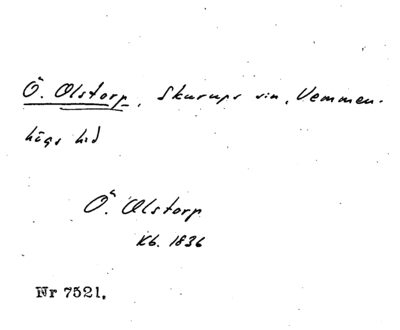 Ö. Olstorp, Skurups sn, Vemmen-
högs hd
Ö. Olstorp
Kb. 1836
Nr 7521.